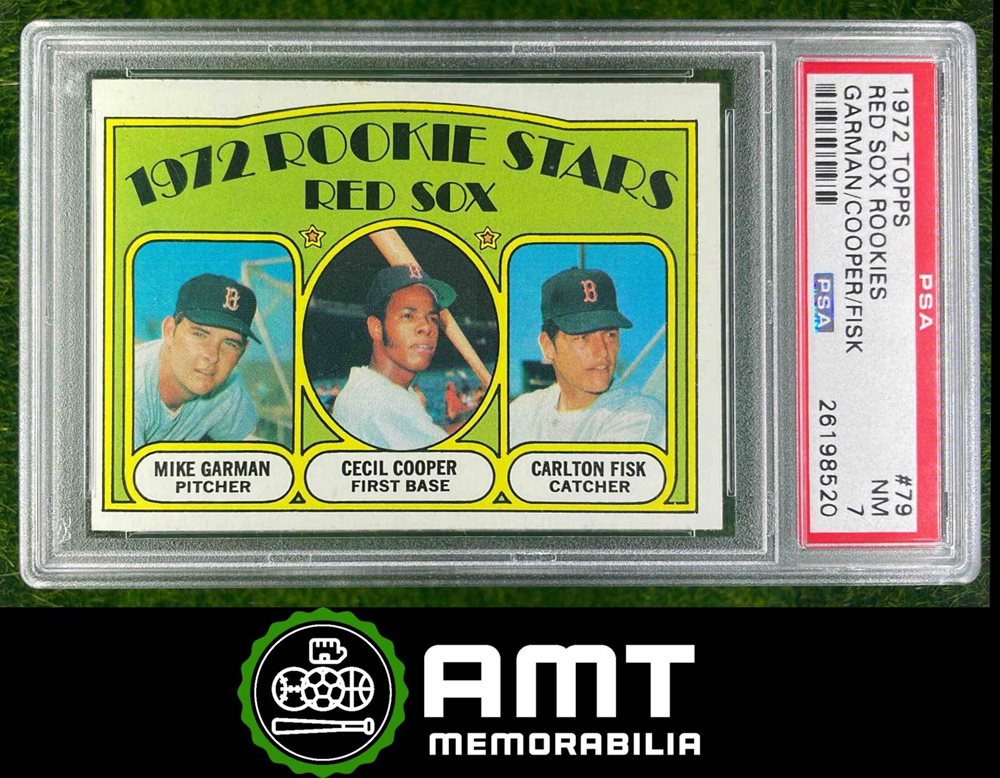 1972 ROOKIE STARS
RED SOX
B
B
B
MIKE GARMAN
PITCHER
CECIL COOPER
FIRST BASE
CARLTON FISK
CATCHER
PSA
1972 TOPPS #79
RED SOX ROOKIES NM
GARMAN/COOPER/FISK 7
PSA 26198520
AMT
MEMORABILIA